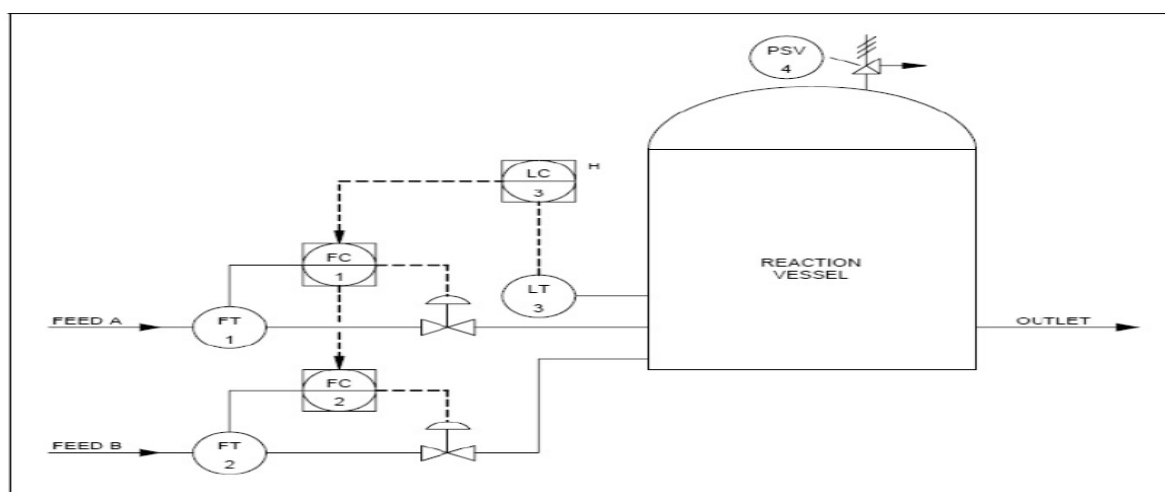 PSV
4
LC
3
H
FC
1
REACTION
VESSEL
LT
3
FEED A
FT
1
OUTLET
FC
2
FEED B
FT
2